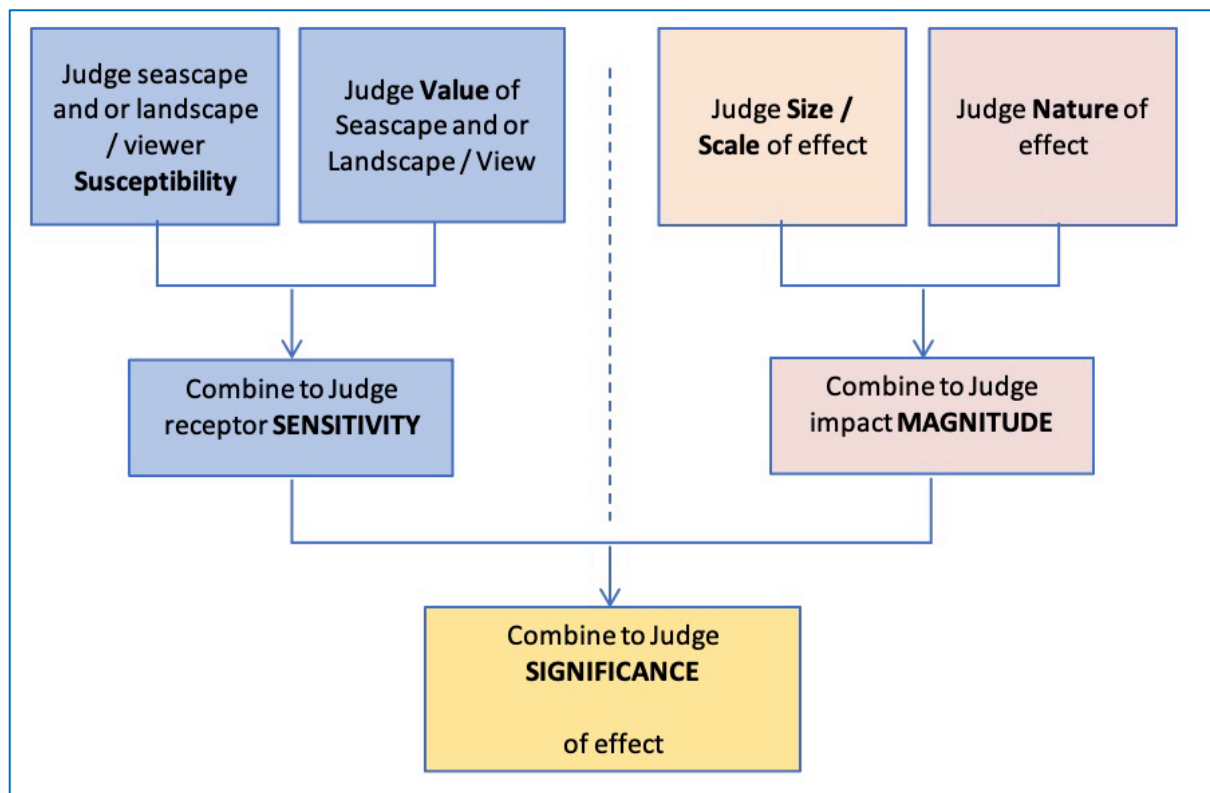 Judge seascape
and or landscape
/ viewer
Susceptibility
Judge Value of
Seascape and or
Landscape / View
Judge Size /
Scale of effect
Judge Nature of
effect
Combine to Judge
receptor SENSITIVITY
Combine to Judge
impact MAGNITUDE
Combine to Judge
SIGNIFICANCE
of effect